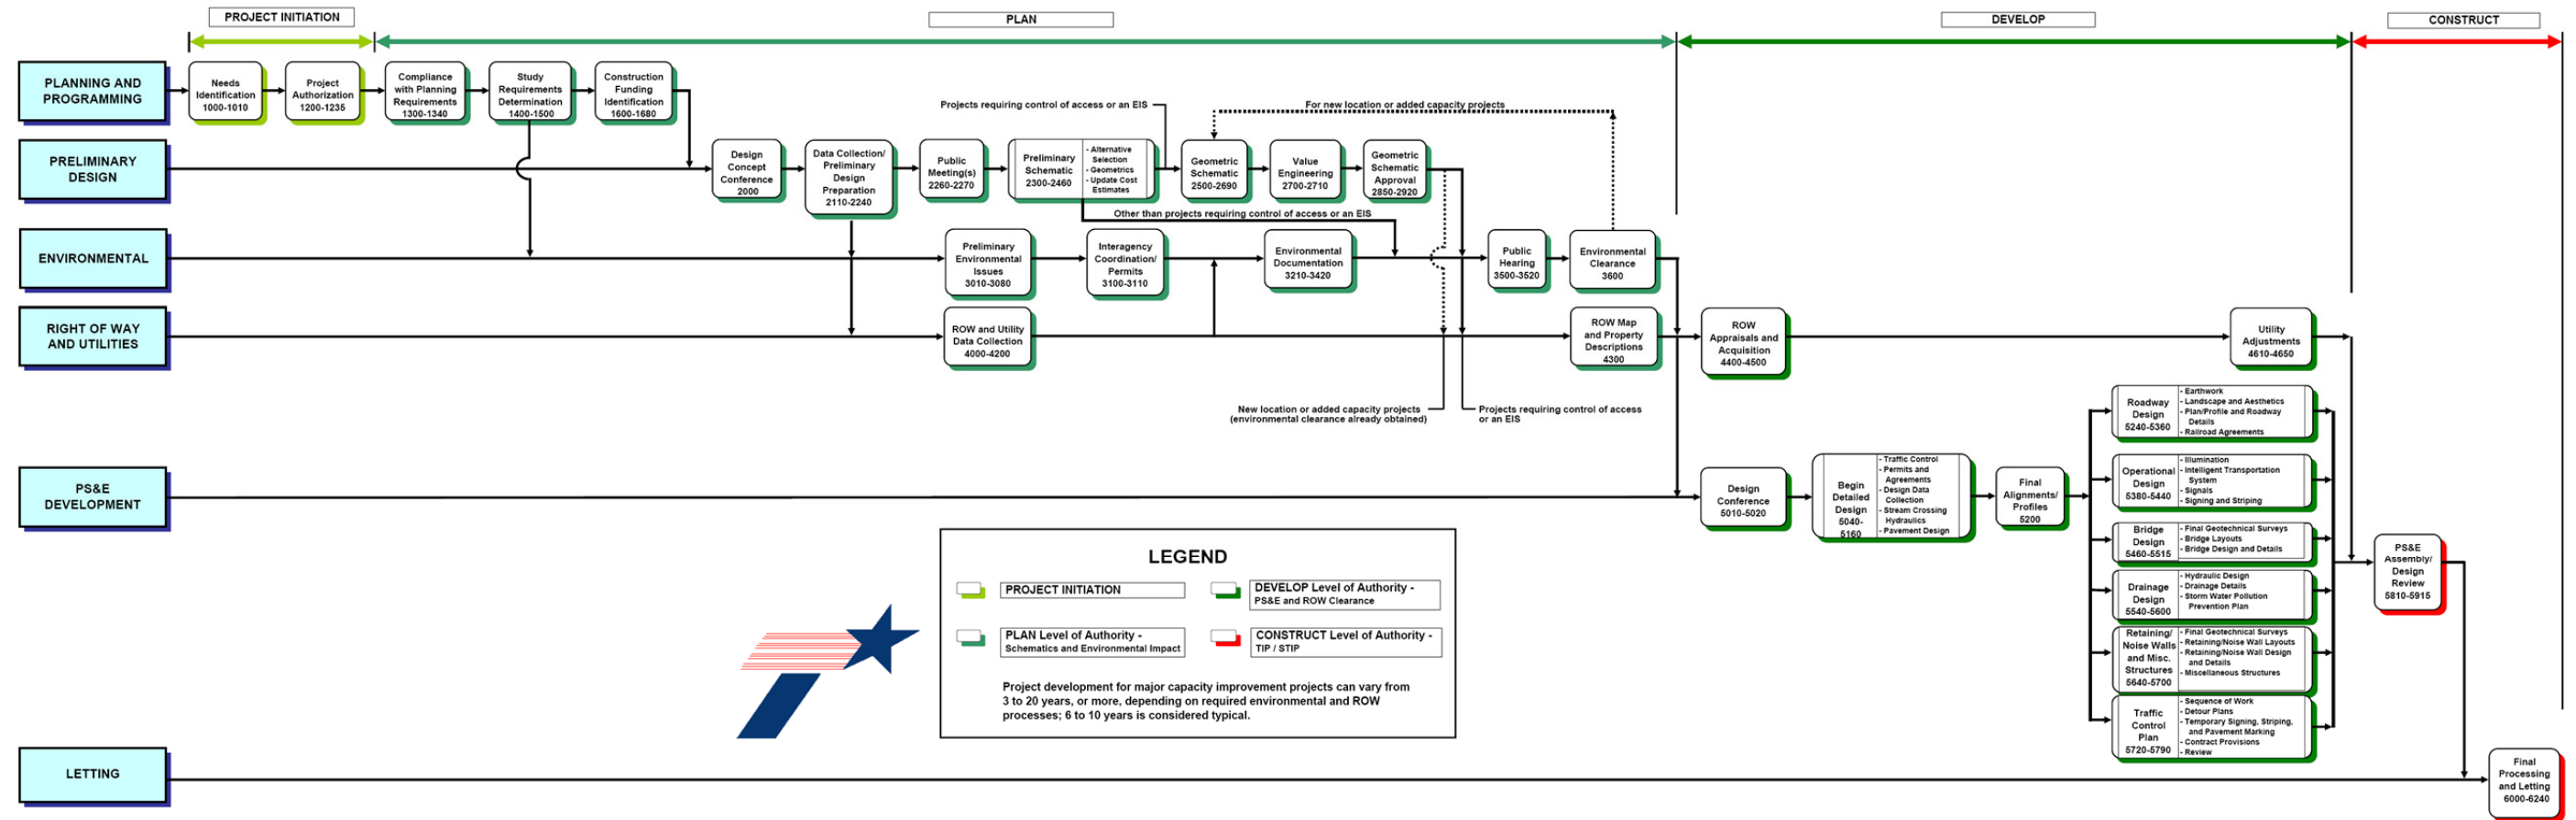 PROJECT INITIATION
PLAN
DEVELOP
CONSTRUCT
PLANNING AND
PROGRAMMING
Needs
Identification
1000-1010
Project
Authorization
1200-1235
Compliance
with Planning
Requirements
1300-1340
Study
Requirements
Determination
1400-1500
Construction
Funding
Identification
1600-1680
Projects requiring control of access or an EIS
For new location or added capacity projects
PRELIMINARY
DESIGN
Design
Concept
Conference
2000
Data Collection/
Preliminary
Design
Preparation
2110-2240
Public
Meeting(s)
2260-2270
Preliminary
Schematic
2300-2460
- Alternative
Selection
- Geometrics
- Update Cost
Estimates
Geometric
Schematic
2500-2690
Value
Engineering
2700-2710
Geometric
Schematic
Approval
2850-2920
Other than projects requiring control of access or an EIS
ENVIRONMENTAL
Preliminary
Environmental
Issues
3010-3080
Interagency
Coordination/
Permits
3100-3110
Environmental
Documentation
3210-3420
Public
Hearing
3500-3520
Environmental
Clearance
3600
RIGHT OF WAY
AND UTILITIES
ROW and Utility
Data Collection
4000-4200
ROW Map
and Property
Descriptions
4300
ROW
Appraisals and
Acquisition
4400-4500
Utility
Adjustments
4610-4650
New location or added capacity projects
(environmental clearance already obtained)
Projects requiring control of access
or an EIS
PS&E
DEVELOPMENT
Design
Conference
5010-5020
Begin
Detailed
Design
5040-
5160
- Traffic Control
- Permits and
Agreements
- Design Data
Collection
- Stream Crossing
Hydraulics
- Pavement Design
Final
Alignments/
Profiles
5200
Roadway
Design
5240-5360
- Earthwork
- Landscape and Aesthetics
- Plan/Profile and Roadway
Details
- Railroad Agreements
Operational
Design
5380-5440
- Illumination
- Intelligent Transportation
System
- Signals
- Signing and Striping
Bridge
Design
5460-5515
- Final Geotechnical Surveys
- Bridge Layouts
- Bridge Design and Details
Drainage
Design
5540-5600
- Hydraulic Design
- Drainage Details
- Storm Water Pollution
Prevention Plan
Retaining/
Noise Walls
and Misc.
Structures
5640-5700
- Final Geotechnical Surveys
- Retaining/Noise Wall Layouts
- Retaining/Noise Wall Design
and Details
- Miscellaneous Structures
Traffic
Control
Plan
5720-5790
- Sequence of Work
- Detour Plans
- Temporary Signing, Striping,
and Pavement Marking
- Contract Provisions
- Review
PS&E
Assembly/
Design
Review
5810-5915
LEGEND
PROJECT INITIATION
DEVELOP Level of Authority -
PS&E and ROW Clearance
PLAN Level of Authority -
Schematics and Environmental Impact
CONSTRUCT Level of Authority -
TIP / STIP
Project development for major capacity improvement projects can vary from
3 to 20 years, or more, depending on required environmental and ROW
processes; 6 to 10 years is considered typical.
LETTING
Final
Processing
and Letting
6000-6240